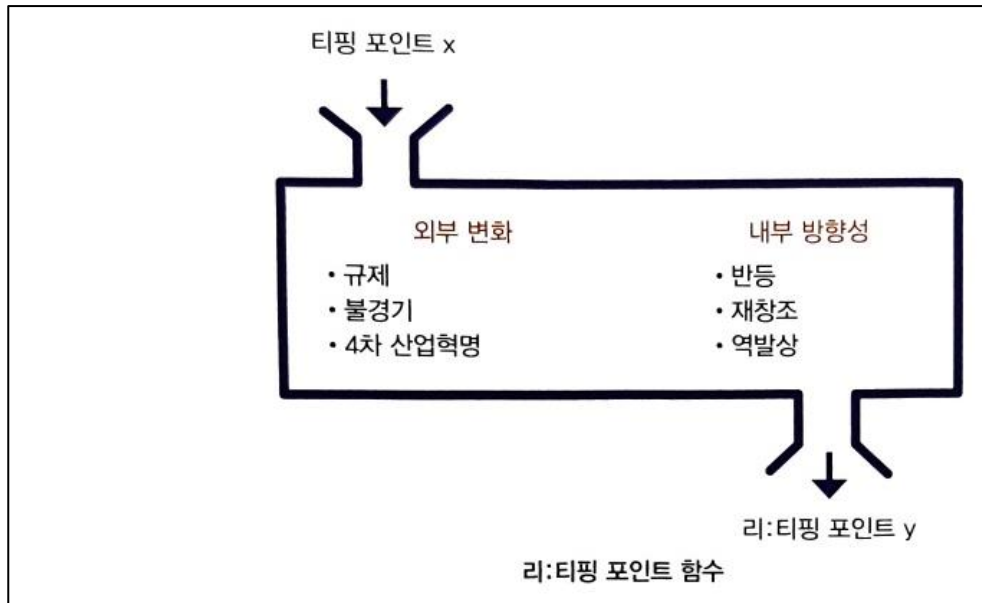 티핑 포인트 x
외부 변화
• 규제
• 불경기
• 4차 산업혁명
내부 방향성
• 반등
• 재창조
• 역발상
리:티핑 포인트 y
리:티핑 포인트 함수